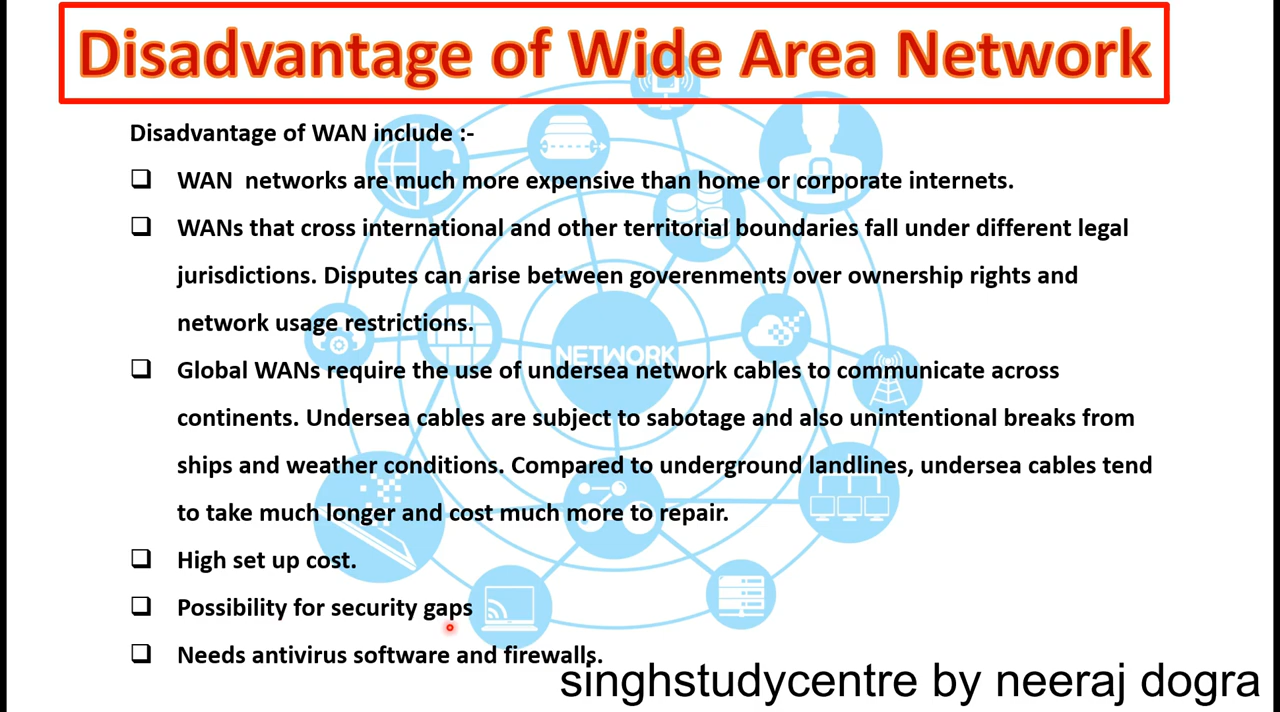 Disadvantage of Wide Area Network
Disadvantage of WAN include :-
WAN networks are much more expensive than home or corporate internets.
WANs that cross international and other territorial boundaries fall under different legal
jurisdictions. Disputes can arise between goverenments over ownership rights and
network usage restrictions.
NETWORK
Global WANs require the use of undersea network cables to communicate across
continents. Undersea cables are subject to sabotage and also unintentional breaks from
ships and weather conditions. Compared to underground landlines, undersea cables tend
to take much longer and cost much more to repair.
High set up cost.
Possibility for security gaps
Needs antivirus software and firewalls.
singhstudycentre by neeraj dogra